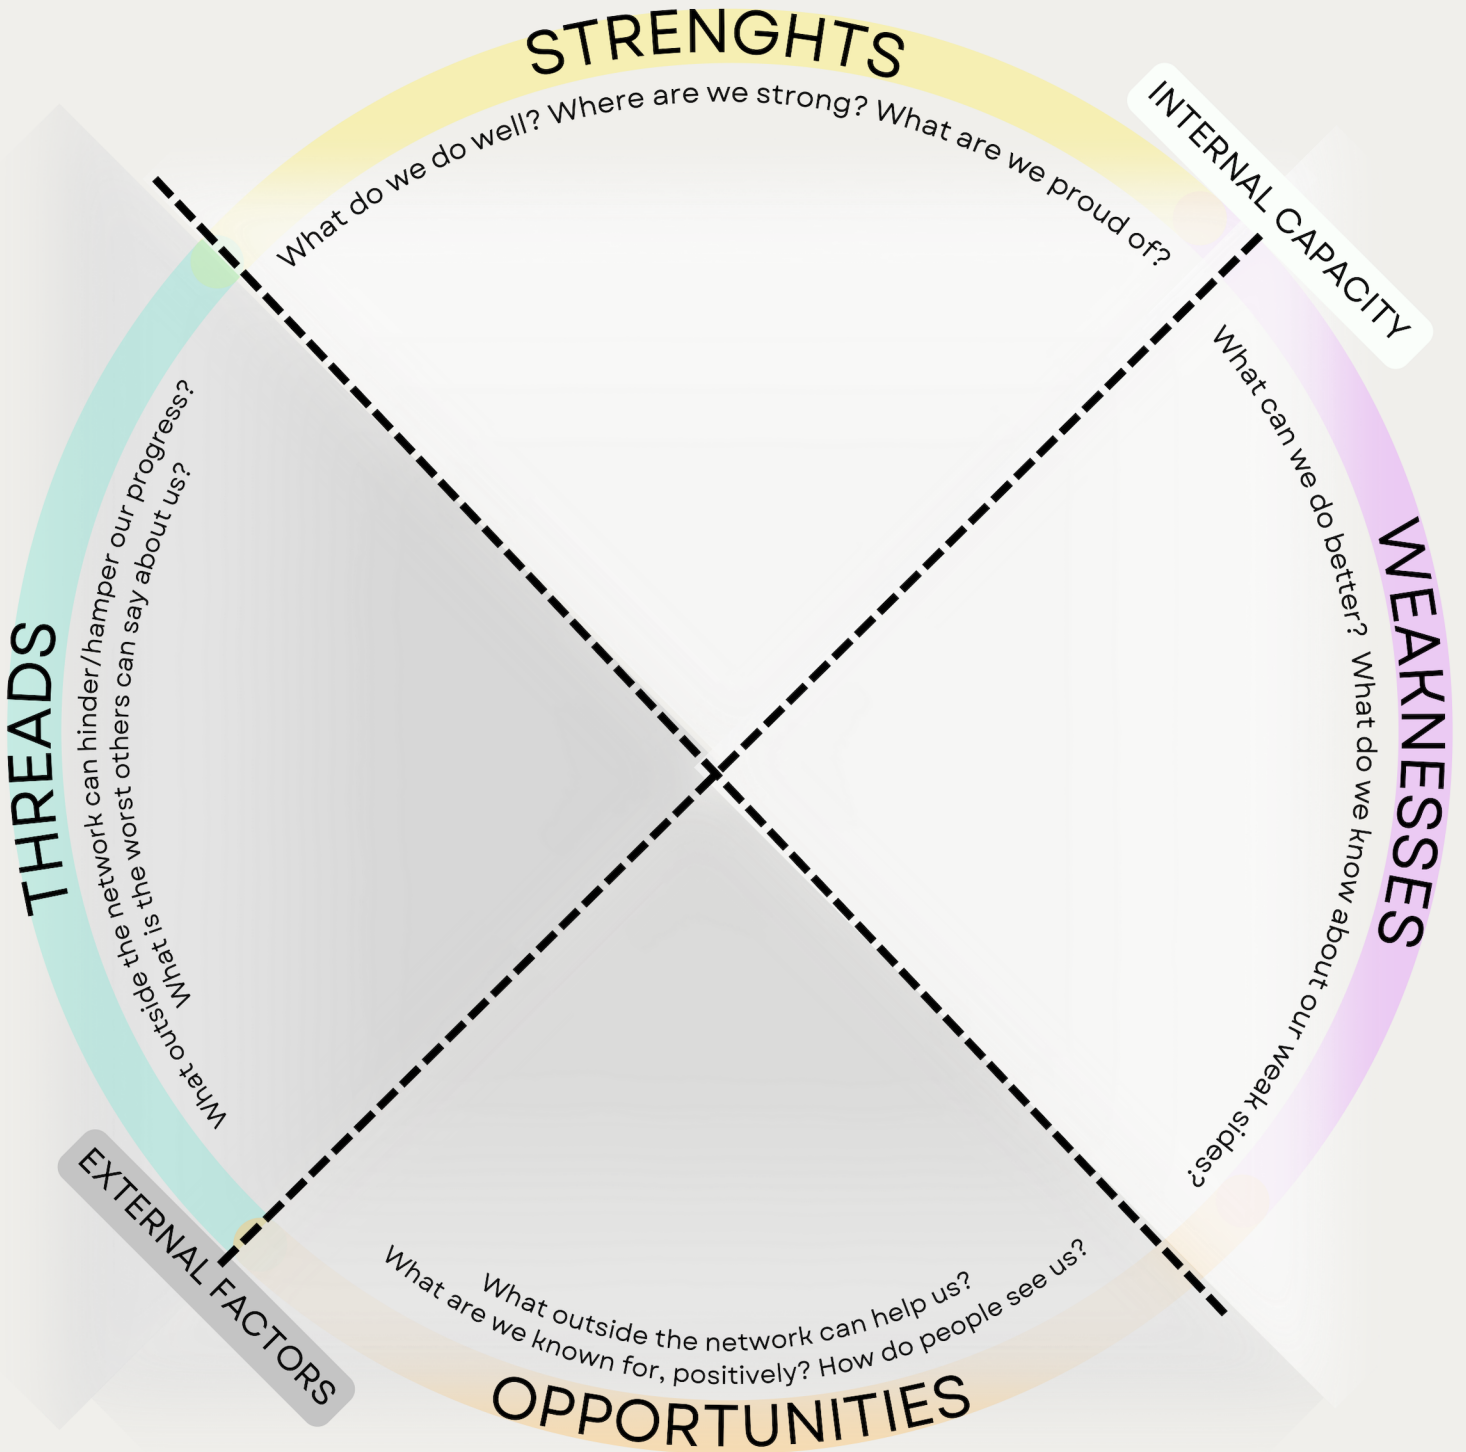 STRENGHTS
What do we do well? Where are we strong? What are we proud of?
INTERNAL CAPACITY
WEAKNESSES
What can we do better? What do we know about our weak sides?
THREADS
What outside the network can hinder/hamper our progress?
What is the worst others can say about us?
EXTERNAL FACTORS
What outside the network can help us?
What are we known for, positively? How do people see us?
OPPORTUNITIES